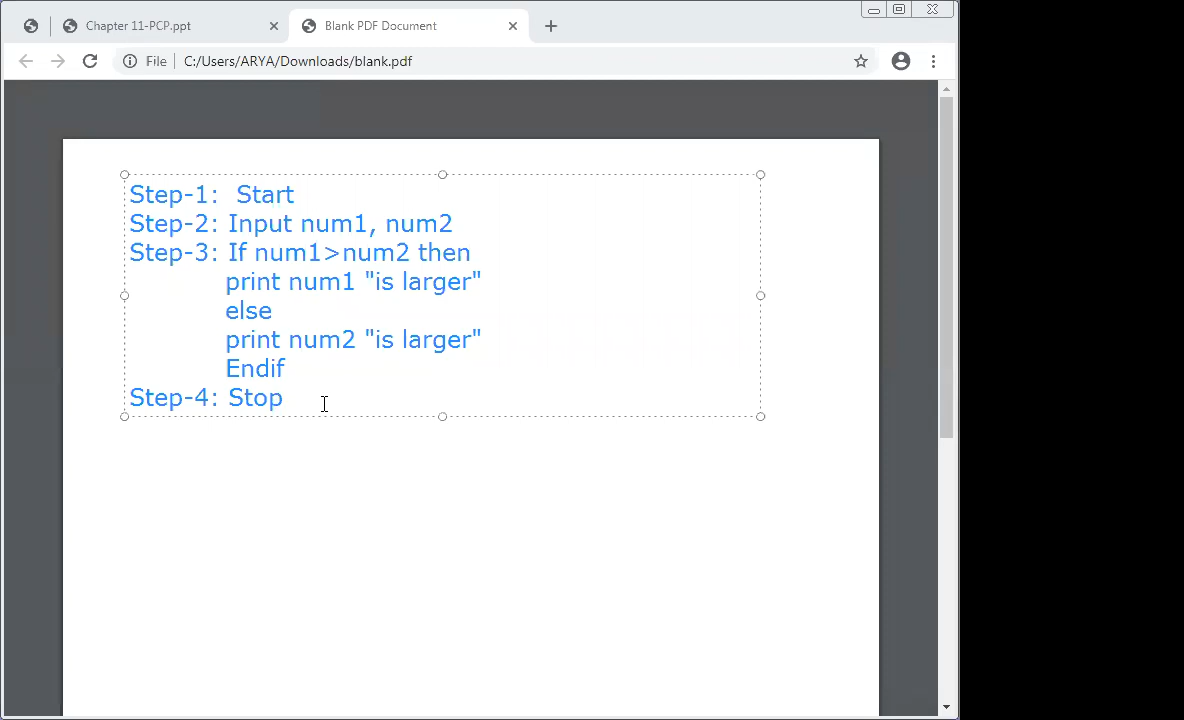 Chapter 11-PCP.ppt
Blank PDF Document
File
C:/Users/ARYA/Downloads/blank.pdf
Step-1:  Start
Step-2: Input num1, num2
Step-3: If num1>num2 then
print num1 "is larger"
else
print num2 "is larger"
Endif
Step-4: Stop